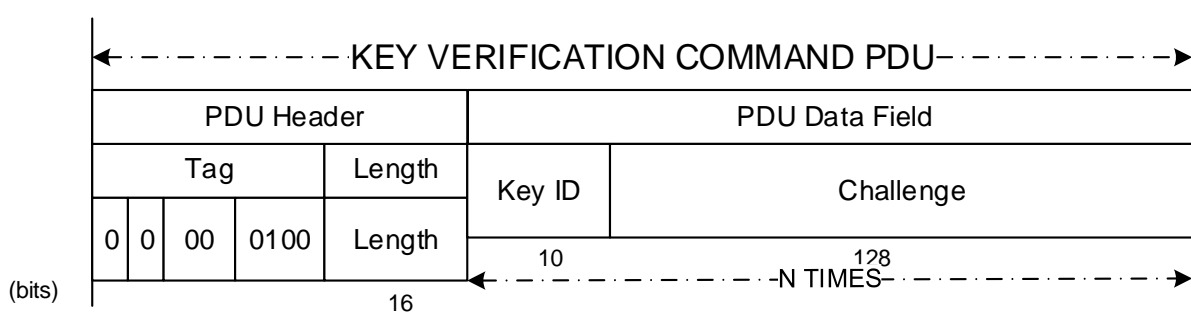 KEY VERIFICATION COMMAND PDU
PDU Header PDU Data Field
Tag Length
Key ID Challenge
0 0 00 0100 Length
10 128
N TIMES
(bits) 16